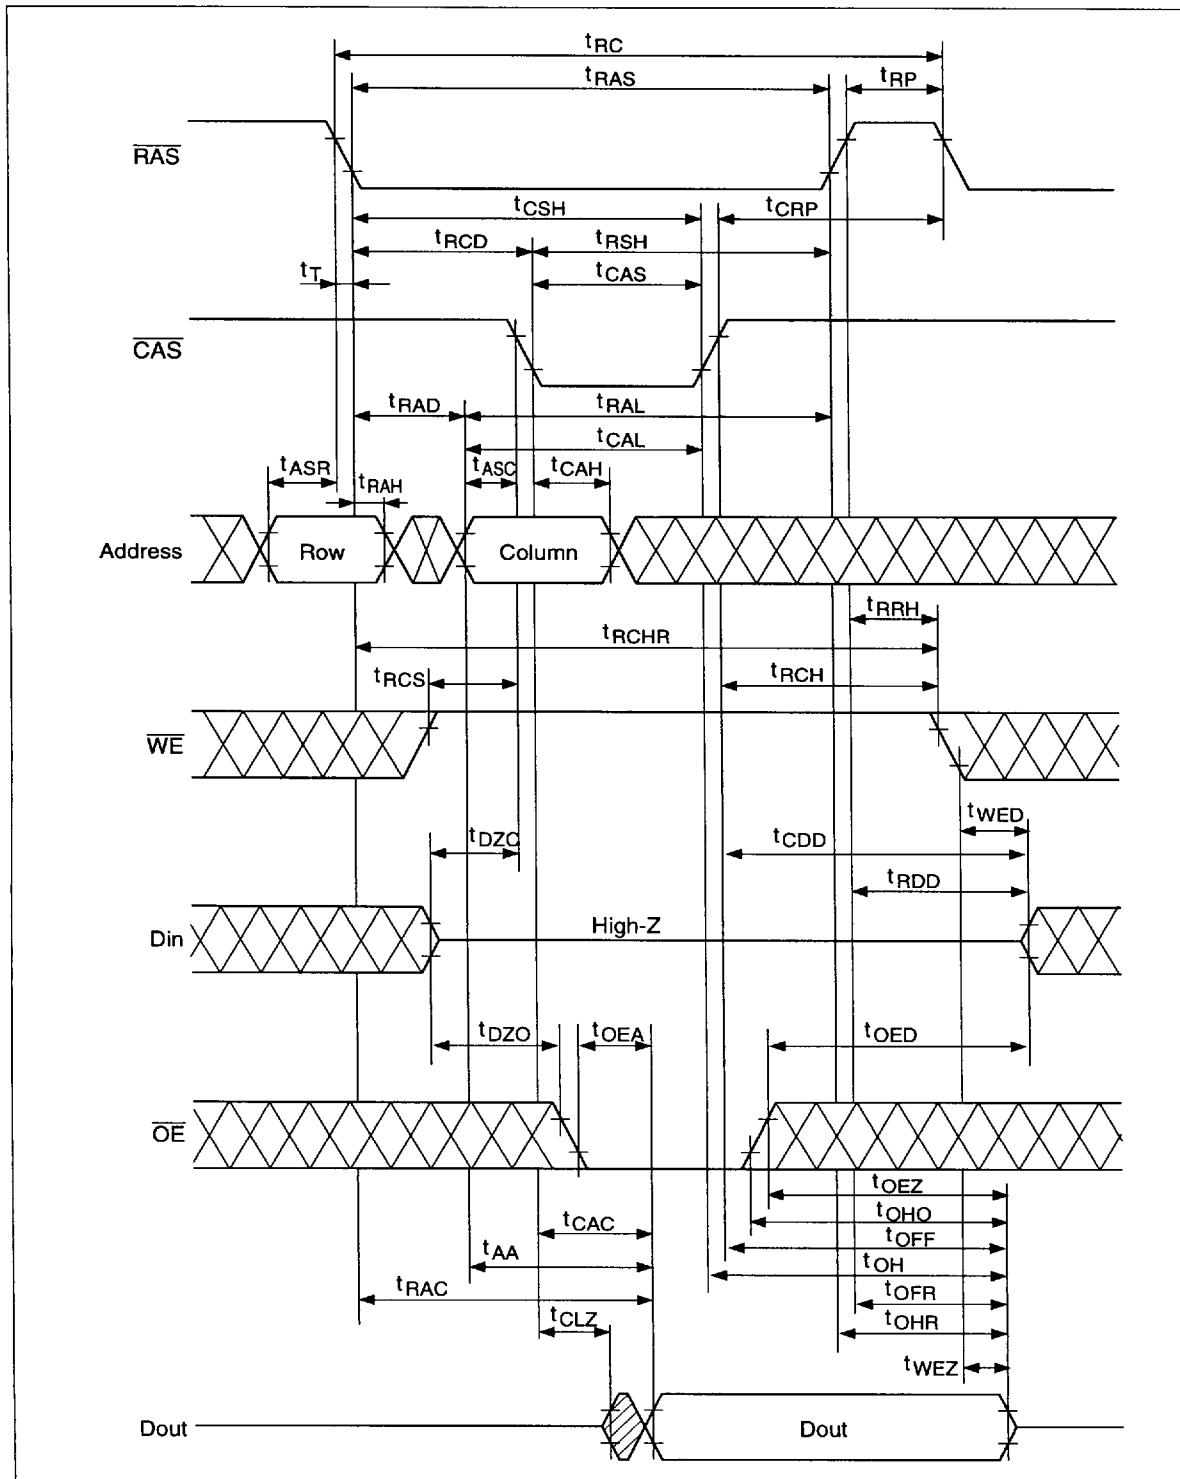 tRC
tRAS
tRP
RAS
tCSH
tCRP
tRCD
tRSH
tT
tCAS
CAS
tRAD
tRAL
tCAL
tASR
tASC
tCAH
tRAH
Address
Row
Column
tRRH
tRCHR
tRCS
tRCH
WE
tWED
tDZC
tCDD
tRDD
High-Z
Din
tDZO
tOEA
tOED
OE
tOEZ
tOHO
tCAC
tOFF
tAA
tOH
tRAC
tOFR
tCLZ
tOHR
tWEZ
Dout
Dout